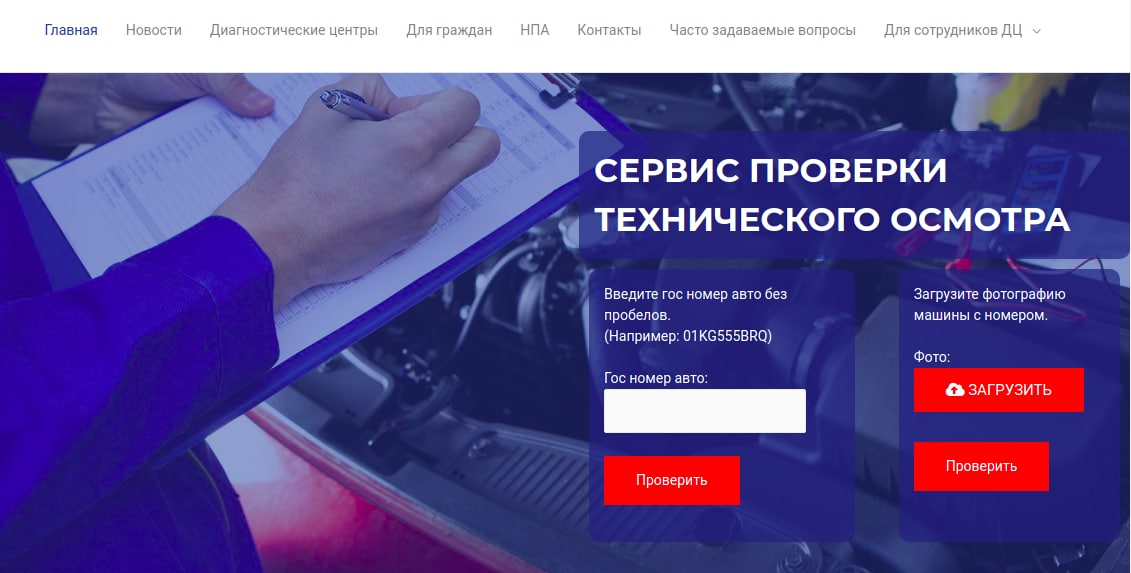 Главная Новости Диагностические центры Для граждан НПА Контакты Часто задаваемые вопросы Для сотрудников ДЦ
СЕРВИС ПРОВЕРКИ
ТЕХНИЧЕСКОГО ОСМОТРА
Введите гос номер авто без
пробелов.
(Например: 01KG555BRQ)
Гос номер авто:
Проверить
Загрузите фотографию
машины с номером.
Фото:
ЗАГРУЗИТЬ
Проверить